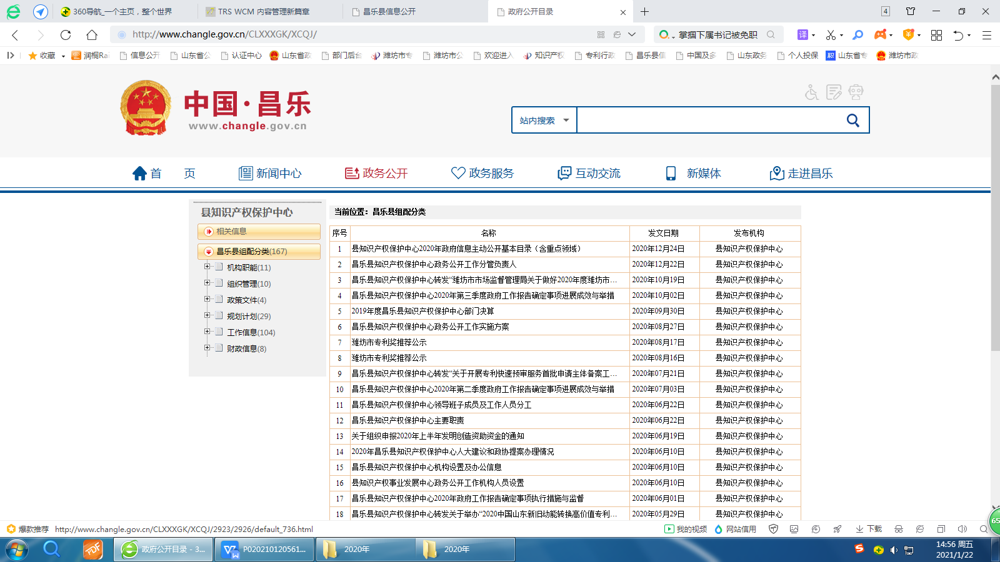 360导航_一个主页，整个世界
TRS WCM 内容管理新篇章
昌乐县信息公开
政府公开目录
4
http://www.changle.gov.cn/CLXXXGK/XCQJ/
掌掴下属书记被免职
译
收藏
润桐Rai
信息公开
山东省公
认证中心
山东省政
部门后台
潍坊市专
潍坊市公
欢迎进入
知识产权
专利行政
昌乐县信
中国及多
山东政务
个人投保
职
山东省专
潍坊市政
中国·昌乐
www.changle.gov.cn
站内搜索
首 页
新闻中心
政务公开
政务服务
互动交流
新媒体
走进昌乐
县知识产权保护中心
相关信息
昌乐县组配分类(167)
机构职能(11)
组织管理(10)
政策文件(4)
规划计划(29)
工作信息(104)
财政信息(8)
当前位置：昌乐县组配分类
序号 名称 发文日期 发布机构
1 县知识产权保护中心2020年政府信息主动公开基本目录（含重点领域） 2020年12月24日 县知识产权保护中心
2 昌乐县知识产权保护中心政务公开工作分管负责人 2020年12月22日 县知识产权保护中心
3 昌乐县知识产权保护中心转发“潍坊市市场监督管理局关于做好2020年度潍坊市... 2020年10月19日 县知识产权保护中心
4 昌乐县知识产权保护中心2020年第三季度政府工作报告确定事项进展成效与举措 2020年10月02日 县知识产权保护中心
5 2019年度昌乐县知识产权保护中心部门决算 2020年09月30日 县知识产权保护中心
6 昌乐县知识产权保护中心政务公开工作实施方案 2020年08月27日 县知识产权保护中心
7 潍坊市专利奖推荐公示 2020年08月17日 县知识产权保护中心
8 潍坊市专利奖推荐公示 2020年08月16日 县知识产权保护中心
9 昌乐县知识产权保护中心转发“关于开展专利快速预审服务首批申请主体备案工... 2020年07月21日 县知识产权保护中心
10 昌乐县知识产权保护中心2020年第二季度政府工作报告确定事项进展成效与举措 2020年07月03日 县知识产权保护中心
11 昌乐县知识产权保护中心领导班子成员及工作人员分工 2020年06月22日 县知识产权保护中心
12 昌乐县知识产权保护中心主要职责 2020年06月22日 县知识产权保护中心
13 关于组织申报2020年上半年发明创造资助资金的通知 2020年06月19日 县知识产权保护中心
14 2020年昌乐县知识产权保护中心人大建议和政协提案办理情况 2020年06月10日 县知识产权保护中心
15 昌乐县知识产权保护中心机构设置及办公信息 2020年06月10日 县知识产权保护中心
16 县知识产权事业发展中心政务公开工作机构人员设置 2020年06月10日 县知识产权保护中心
17 昌乐县知识产权保护中心2020年政府工作报告确定事项执行措施与监督 2020年06月01日 县知识产权保护中心
18 昌乐县知识产权保护中心转发关于举办“2020中国山东新旧动能转换高价值专利... 2020年05月29日 县知识产权保护中心
65
爆款推荐
http://www.changle.gov.cn/CLXXXGK/XCQJ/2923/2926/default_736.html
我的视频
网站信用
下载
PDF
政府公开目录 - 3...
P020210120561...
2020年
2020年
14:56 周五
2021/1/22